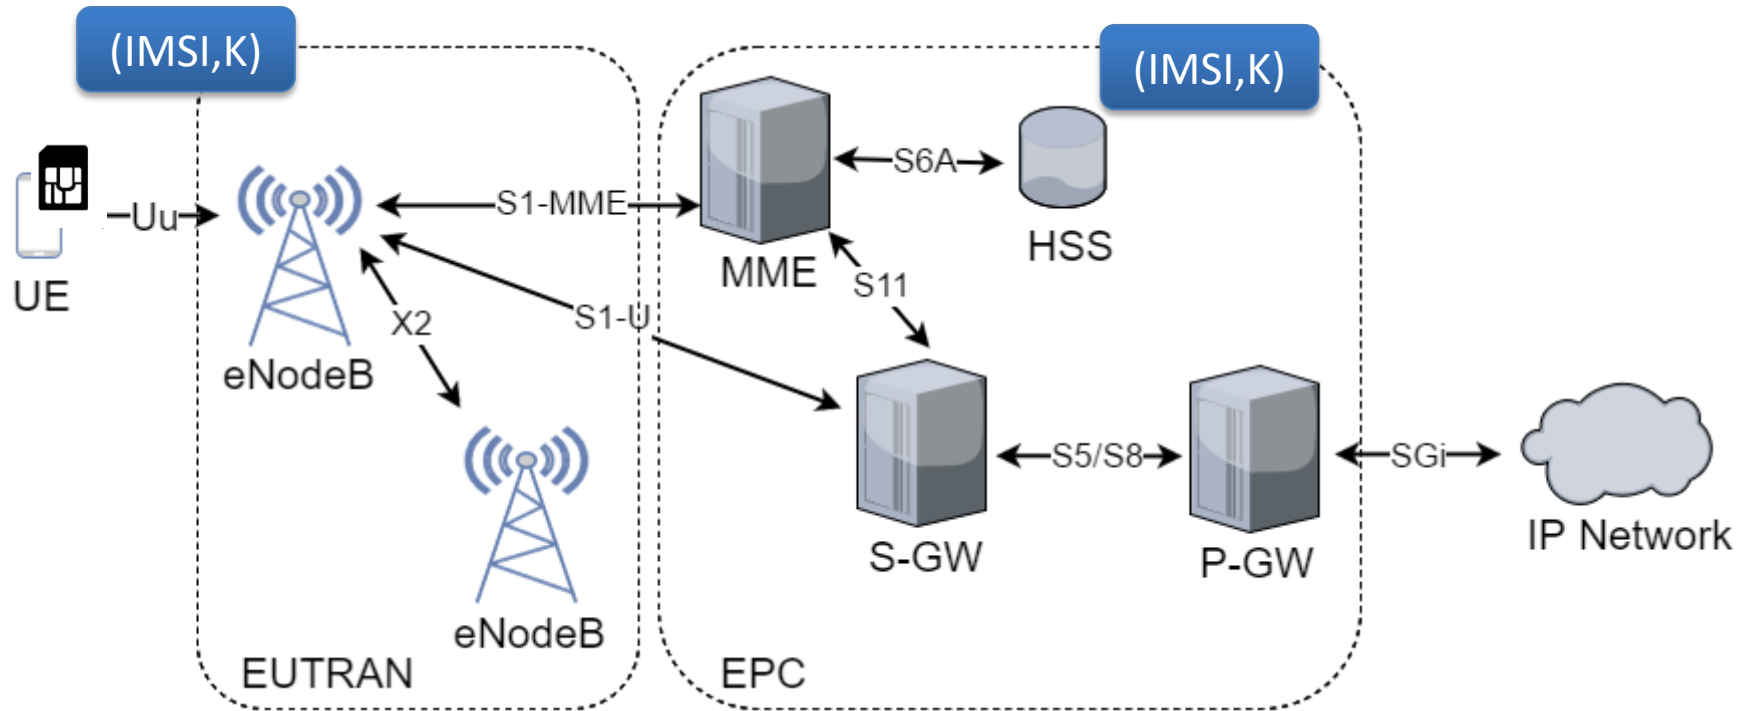 (IMSI,K)
(IMSI,K)
S6A
Uu
S1-MME
HSS
MME
UE
S11
S1-U
X2
eNodeB
S5/S8
SGi
IP Network
S-GW
P-GW
eNodeB
EUTRAN
EPC